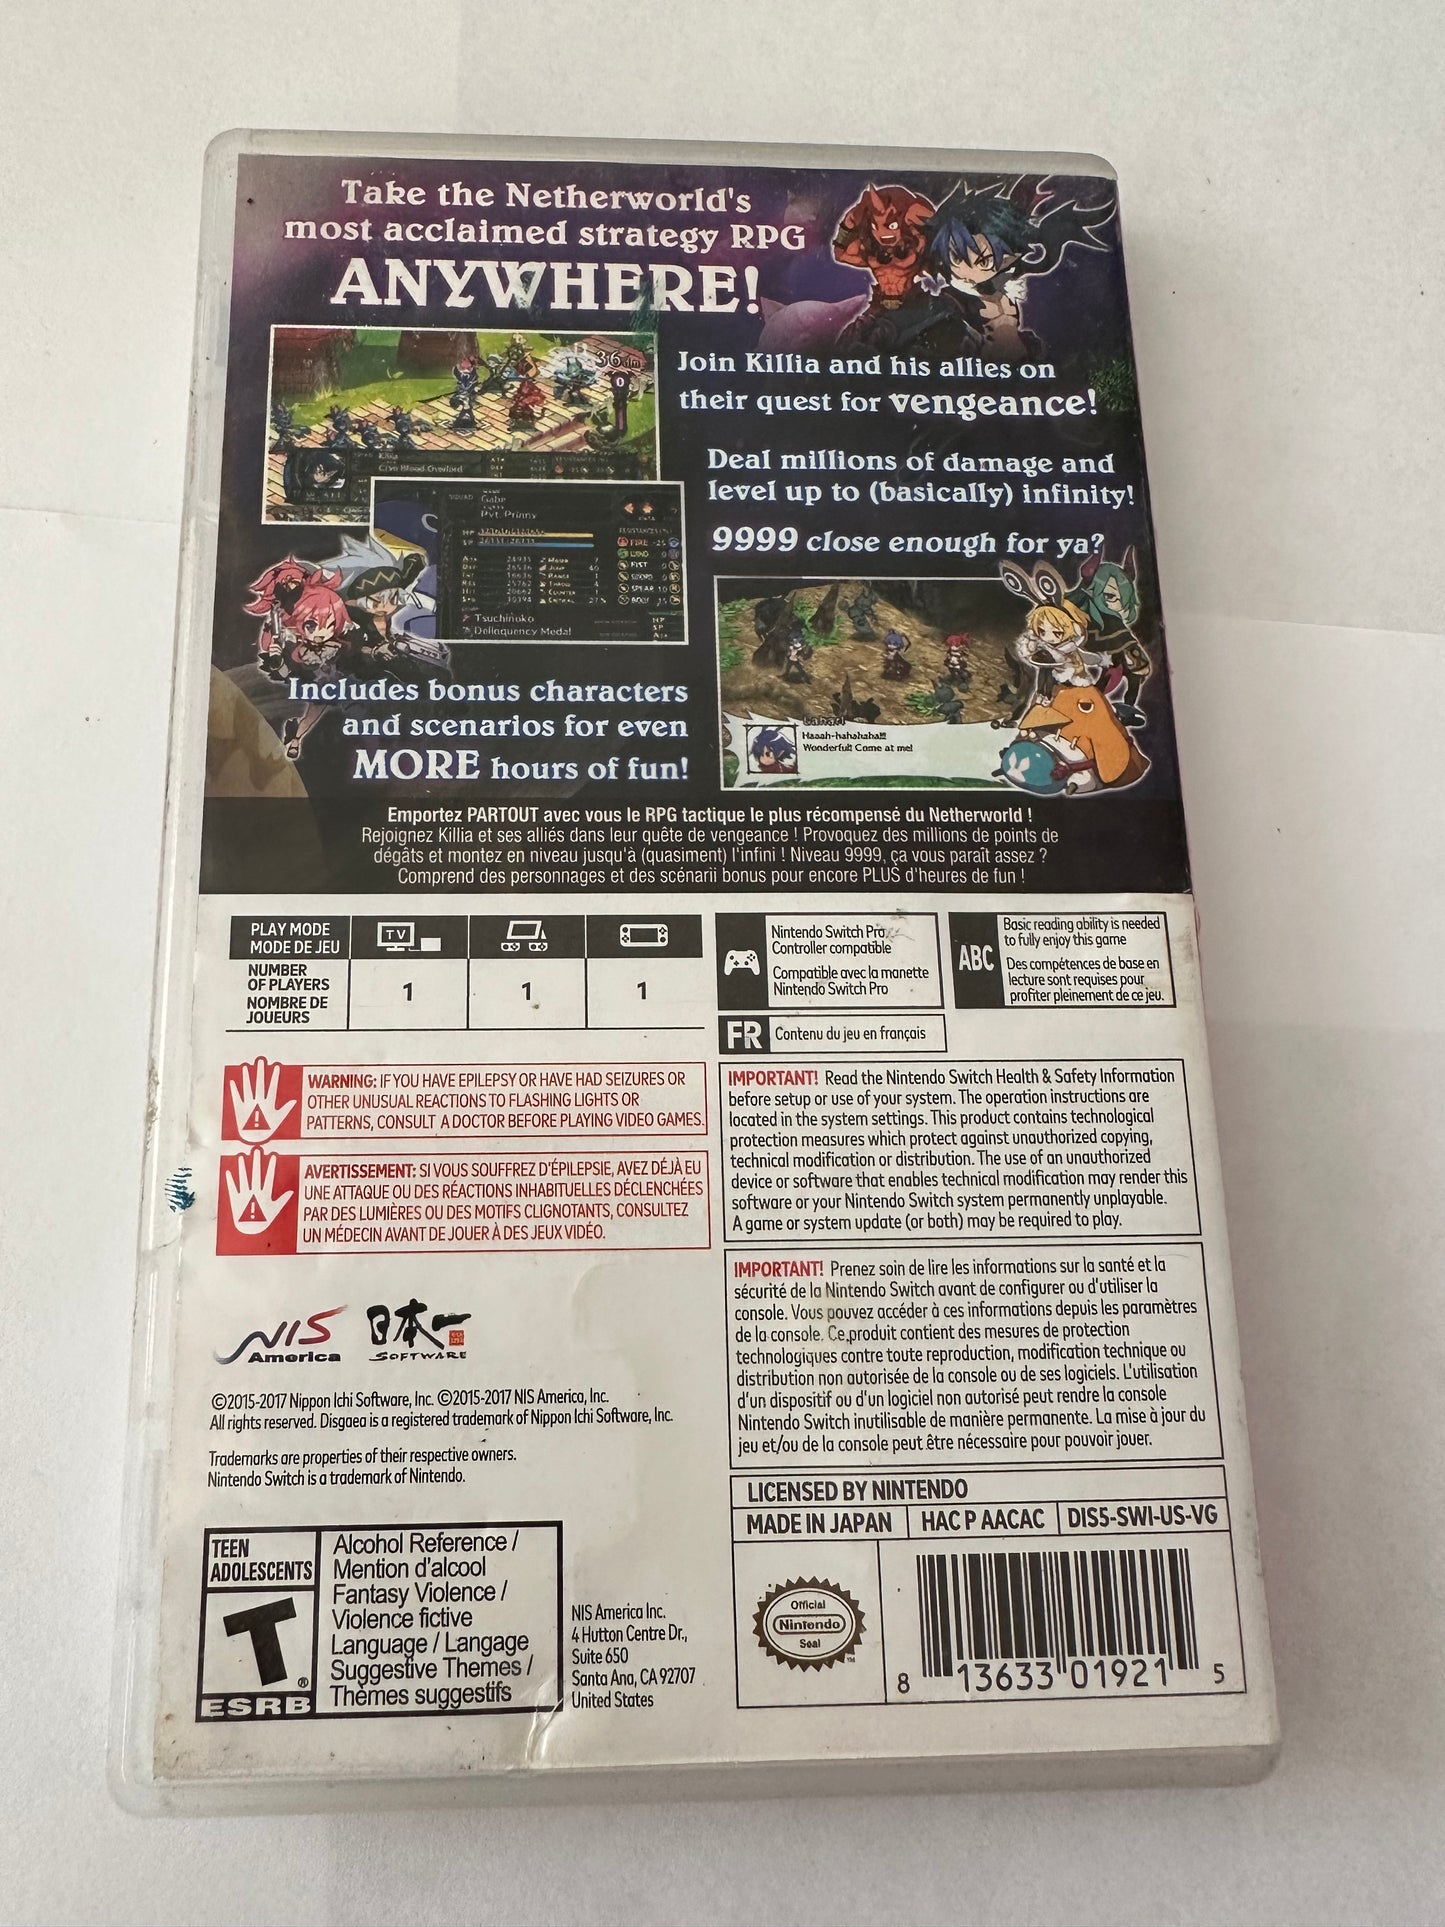 Take the Netherworld's
most acclaimed strategy RPG
ANYWHERE!
36
0
Join Killia and his allies on
their quest for vengeance!
Killia
Cryo Blood Overlord
Deal millions of damage and
level up to (basically) infinity!
9999 close enough for ya?
Gabe
Pvt. Prinny
FIRE
WIND
FIST
SWORD
SPEAR
BOW
Tsuchinoko
Delinquency Medal
Haaah-hahahaha!!!
Wonderful! Come at me!
Includes bonus characters
and scenarios for even
MORE hours of fun!
Emportez PARTOUT avec vous le RPG tactique le plus récompensé du Netherworld !
Rejoignez Killia et ses alliés dans leur quête de vengeance ! Provoquez des millions de points de
dégâts et montez en niveau jusqu'à (quasiment) l'infini ! Niveau 9999, ça vous paraît assez ?
Comprend des personnages et des scénarii bonus pour encore PLUS d'heures de fun !
PLAY MODE
MODE DE JEU
TV
NUMBER
OF PLAYERS
NOMBRE DE
JOUEURS
1
1
1
Nintendo Switch Pro
Controller compatible
Compatible avec la manette
Nintendo Switch Pro
ABC
Basic reading ability is needed
to fully enjoy this game
Des compétences de base en
lecture sont requises pour
profiter pleinement de ce jeu.
FR
Contenu du jeu en français
WARNING: IF YOU HAVE EPILEPSY OR HAVE HAD SEIZURES OR
OTHER UNUSUAL REACTIONS TO FLASHING LIGHTS OR
PATTERNS, CONSULT A DOCTOR BEFORE PLAYING VIDEO GAMES.
AVERTISSEMENT: SI VOUS SOUFFREZ D'ÉPILEPSIE, AVEZ DÉJÀ EU
UNE ATTAQUE OU DES RÉACTIONS INHABITUELLES DÉCLENCHÉES
PAR DES LUMIÈRES OU DES MOTIFS CLIGNOTANTS, CONSULTEZ
UN MÉDECIN AVANT DE JOUER À DES JEUX VIDÉO.
IMPORTANT! Read the Nintendo Switch Health & Safety Information
before setup or use of your system. The operation instructions are
located in the system settings. This product contains technological
protection measures which protect against unauthorized copying,
technical modification or distribution. The use of an unauthorized
device or software that enables technical modification may render this
software or your Nintendo Switch system permanently unplayable.
A game or system update (or both) may be required to play.
IMPORTANT! Prenez soin de lire les informations sur la santé et la
sécurité de la Nintendo Switch avant de configurer ou d'utiliser la
console. Vous pouvez accéder à ces informations depuis les paramètres
de la console. Ce produit contient des mesures de protection
technologiques contre toute reproduction, modification technique ou
distribution non autorisée de la console ou de ses logiciels. L'utilisation
d'un dispositif ou d'un logiciel non autorisé peut rendre la console
Nintendo Switch inutilisable de manière permanente. La mise à jour du
jeu et/ou de la console peut être nécessaire pour pouvoir jouer.
NIS
America
日本一
SOFTWARE
©2015-2017 Nippon Ichi Software, Inc. ©2015-2017 NIS America, Inc.
All rights reserved. Disgaea is a registered trademark of Nippon Ichi Software, Inc.
Trademarks are properties of their respective owners.
Nintendo Switch is a trademark of Nintendo.
LICENSED BY NINTENDO
MADE IN JAPAN
HAC P AACAC
DIS5-SWI-US-VG
TEEN
ADOLESCENTS
T
®
ESRB
Alcohol Reference /
Mention d'alcool
Fantasy Violence /
Violence fictive
Language / Langage
Suggestive Themes /
Thèmes suggestifs
NIS America Inc.
4 Hutton Centre Dr.,
Suite 650
Santa Ana, CA 92707
United States
Official
Nintendo
Seal
™
8 13633 01921 5